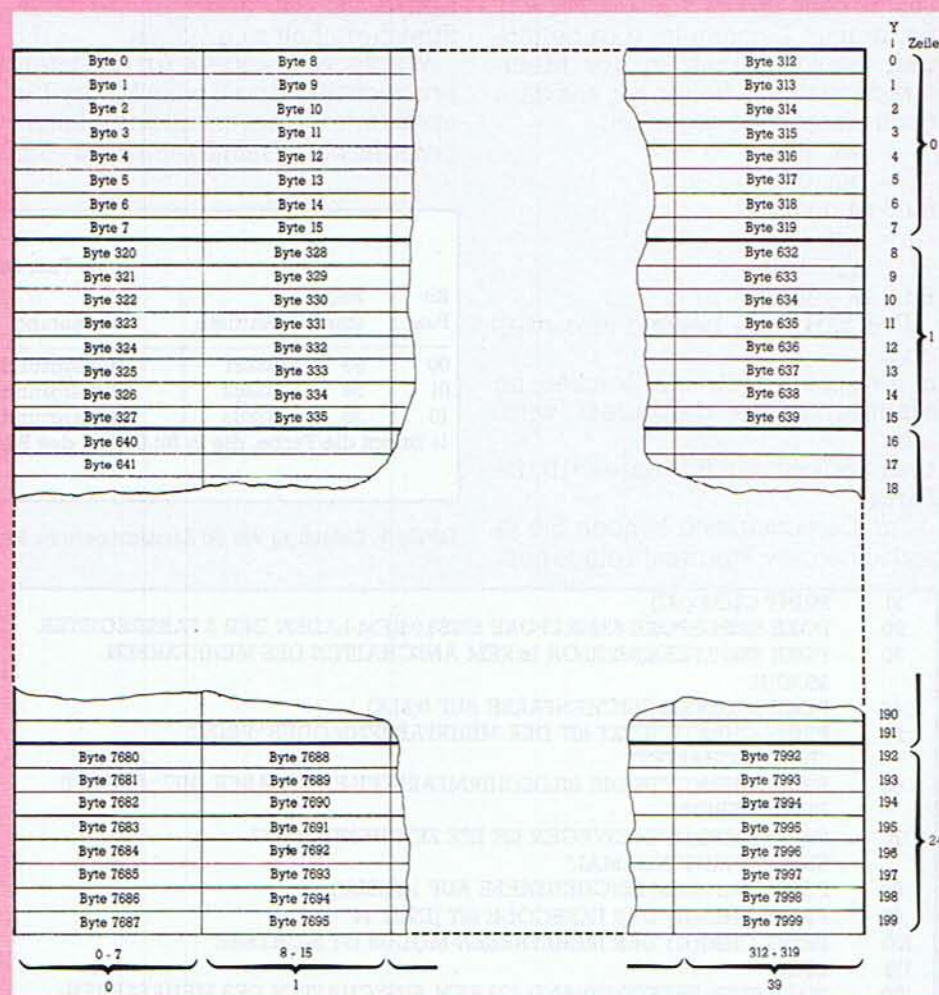 Y
Byte 0 Byte 8 Byte 312 0 Zeile
Byte 1 Byte 9 Byte 313 1
Byte 2 Byte 10 Byte 314 2
Byte 3 Byte 11 Byte 315 3
0
Byte 4 Byte 12 Byte 316 4
Byte 5 Byte 13 Byte 317 5
Byte 6 Byte 14 Byte 318 6
Byte 7 Byte 15 Byte 319 7
Byte 320 Byte 328 Byte 632 8
Byte 321 Byte 329 Byte 633 9
Byte 322 Byte 330 Byte 634 10
Byte 323 Byte 331 Byte 635 11
1
Byte 324 Byte 332 Byte 636 12
Byte 325 Byte 333 Byte 637 13
Byte 326 Byte 334 Byte 638 14
Byte 327 Byte 335 Byte 639 15
Byte 640 16
Byte 641 17
18
190
191
Byte 7680 Byte 7688 Byte 7992 192
Byte 7681 Byte 7689 Byte 7993 193
Byte 7682 Byte 7690 Byte 7994 194
Byte 7683 Byte 7691 Byte 7995 195
24
Byte 7684 Byte 7692 Byte 7996 196
Byte 7685 Byte 7693 Byte 7997 197
Byte 7686 Byte 7694 Byte 7998 198
Byte 7687 Byte 7695 Byte 7999 199
0 - 7 8 - 15 312 - 319
0 1 39